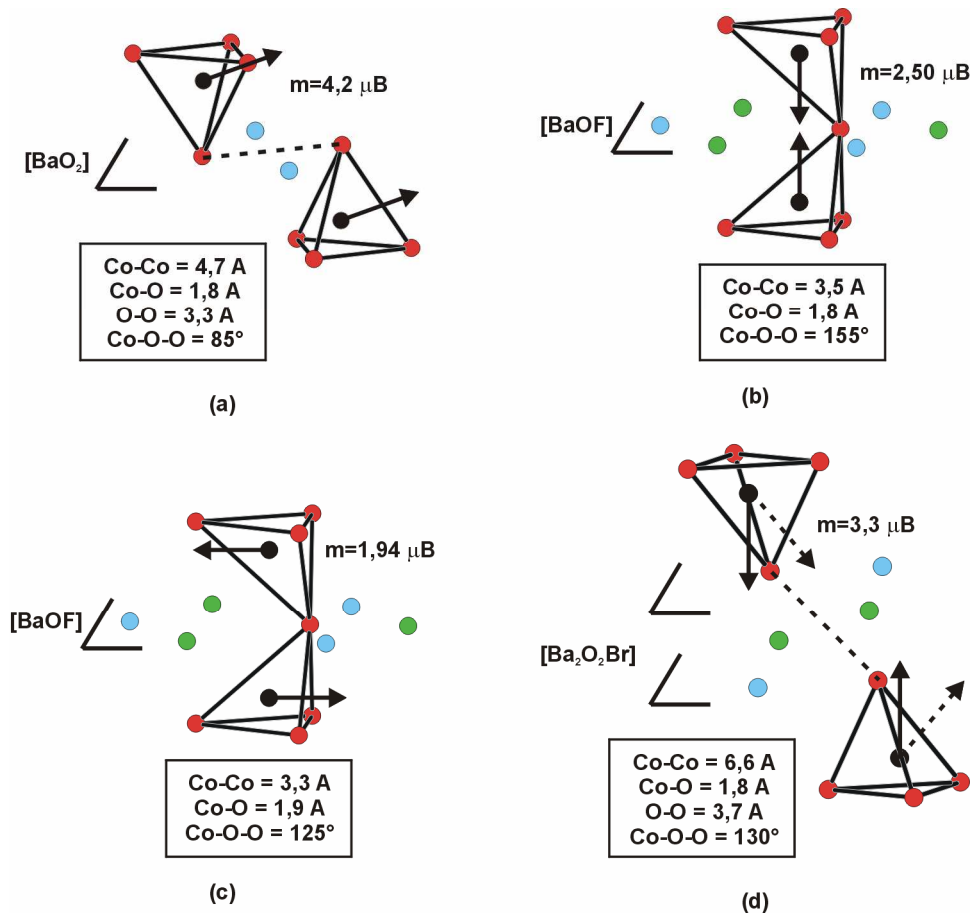 m=4,2 µB
[BaO₂]
Co-Co = 4,7 A
Co-O = 1,8 A
O-O = 3,3 A
Co-O-O = 85°
(a)
m=2,50 µB
[BaOF]
Co-Co = 3,5 A
Co-O = 1,8 A
Co-O-O = 155°
(b)
m=1,94 µB
[BaOF]
Co-Co = 3,3 A
Co-O = 1,9 A
Co-O-O = 125°
(c)
m=3,3 µB
[Ba₂O₂Br]
Co-Co = 6,6 A
Co-O = 1,8 A
O-O = 3,7 A
Co-O-O = 130°
(d)